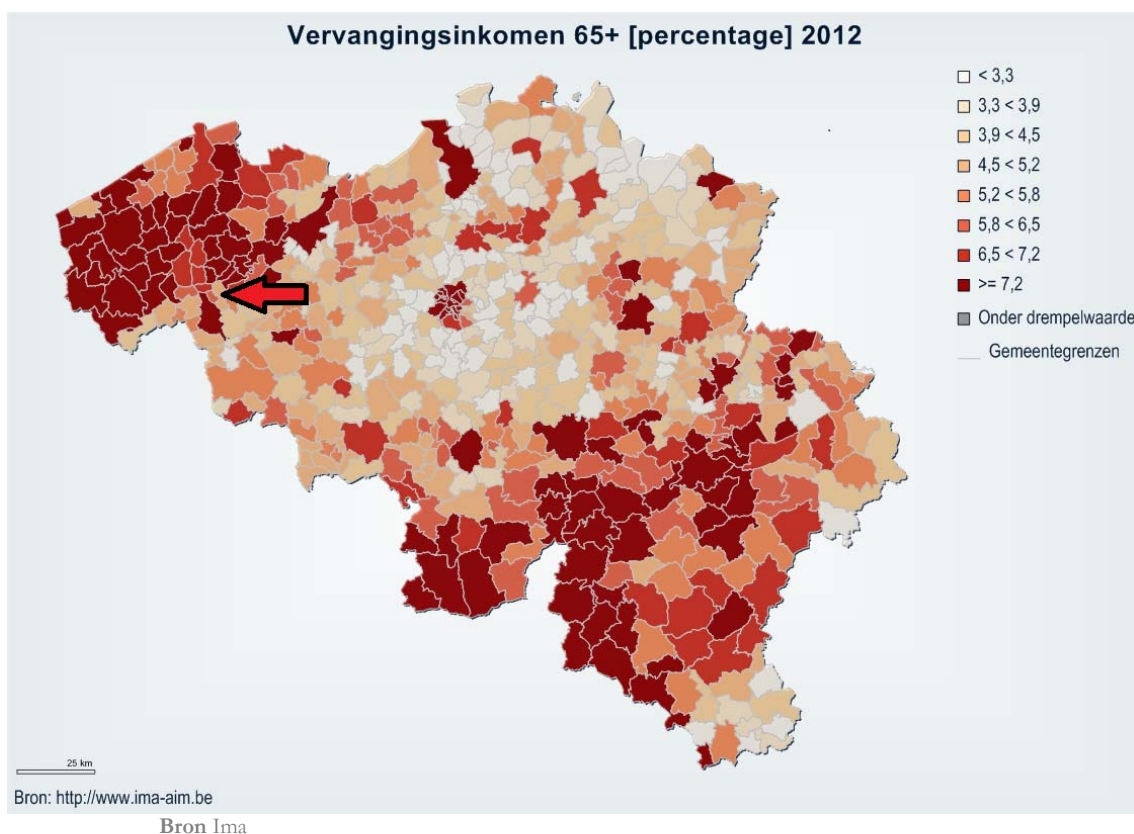 Vervangingsinkomen 65+ [percentage] 2012
< 3,3
3,3 < 3,9
3,9 < 4,5
4,5 < 5,2
5,2 < 5,8
5,8 < 6,5
6,5 < 7,2
>= 7,2
Onder drempelwaarde
Gemeentegrenzen
25 km
Bron: http://www.ima-aim.be
Bron Ima